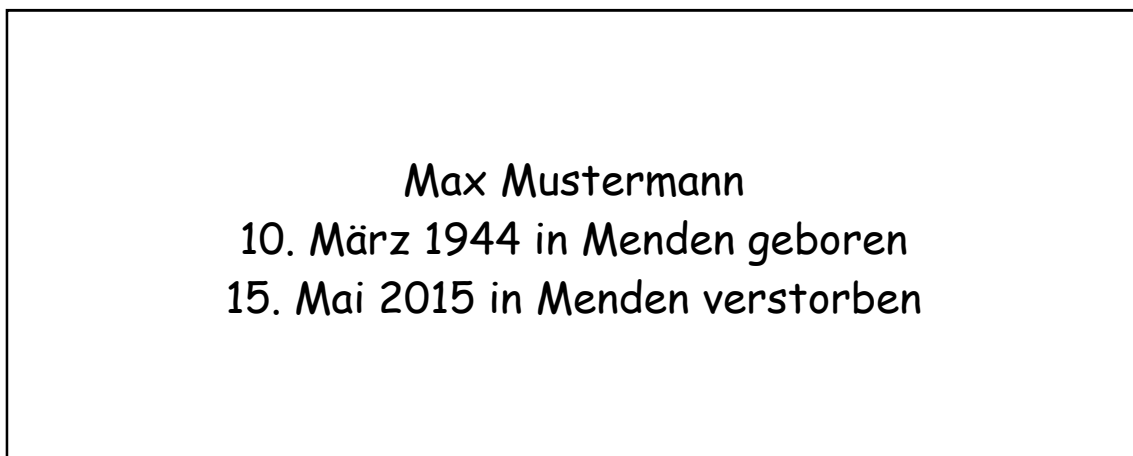 Max Mustermann
10. März 1944 in Menden geboren
15. Mai 2015 in Menden verstorben